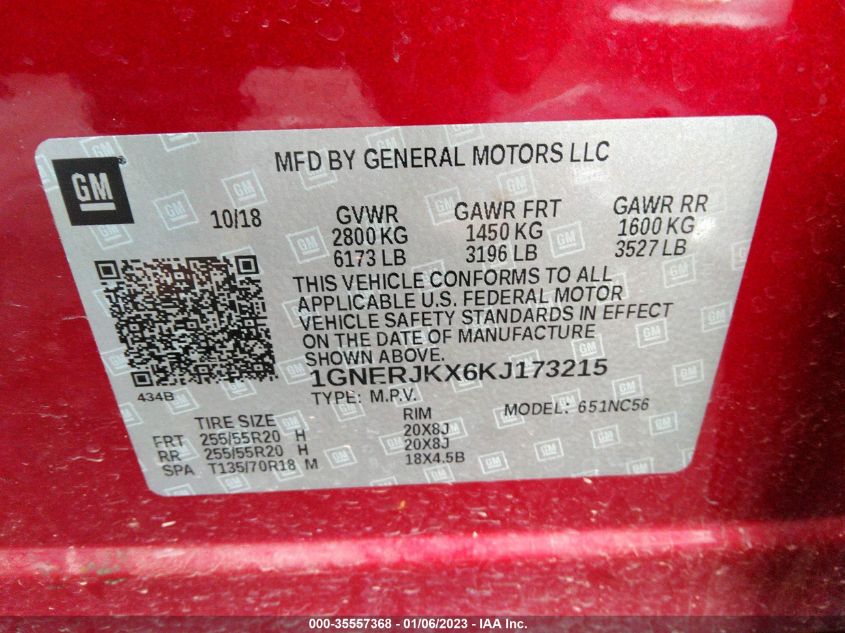 MFD BY GENERAL MOTORS LLC
GM
10/18 GVWR GAWR FRT GAWR RR
2800 KG 1450 KG 1600 KG
6173 LB 3196 LB 3527 LB
THIS VEHICLE CONFORMS TO ALL
APPLICABLE U.S. FEDERAL MOTOR
VEHICLE SAFETY STANDARDS IN EFFECT
ON THE DATE OF MANUFACTURE
SHOWN ABOVE.
434B
1GNERJKX6KJ173215
TYPE: M.P.V. MODEL: 651NC56
TIRE SIZE RIM
FRT 255/55R20 H 20X8J
RR 255/55R20 H 20X8J
SPA T135/70R18 M 18X4.5B
000-35557368 - 01/06/2023 - IAA Inc.